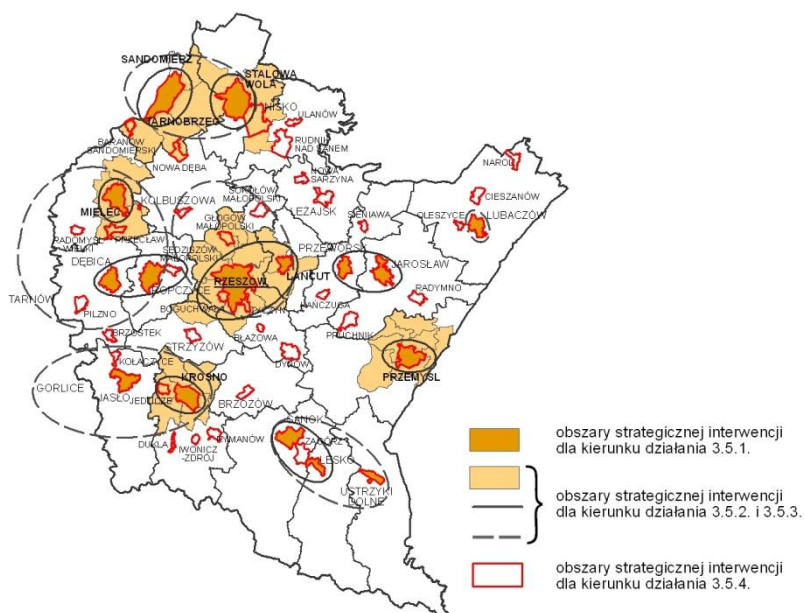 SANDOMIERZ
STALOWA
WOLA
NISKO
TARNOBRZEG
ULANÓW
BARANÓW
SANDOMIERSKI
RUDNIK
NAD SANEM
NOWA DĘBA
NAROL
NOWA
SARZYNA
CIESZANÓW
SOKOŁÓW
MAŁOPOLSKI
KOLBUSZOWA
LEŻAJSK
MIELEC
GŁOGÓW
MAŁOPOLSKI
SIENIAWA
OLESZYCE
LUBACZÓW
RADOMYŚL
WIELKI
PRZECŁAW
SĘDZISZÓW
MAŁOPOLSKI
PRZEWORSK
DĘBICA
RZESZÓW
ŁAŃCUT
JAROSŁAW
ROPCZYCE
TARNÓW
KAŃCZUGA
RADYMNO
PILZNO
BOGUCHWAŁA
TYCZYN
BRZOSTEK
STRZYŻÓW
BŁAŻOWA
PRUCHNIK
KOŁACZYCE
DYNÓW
KROSNO
PRZEMYŚL
GORLICE
JASŁO
JEDLICZE
BRZOZÓW
SANOK
DUKLA
RYMANÓW
IWONICZ
-ZDRÓJ
ZAGÓRZ
LESKO
USTRZYKI
DOLNE
obszary strategicznej interwencji
dla kierunku działania 3.5.1.
obszary strategicznej interwencji
dla kierunku działania 3.5.2. i 3.5.3.
obszary strategicznej interwencji
dla kierunku działania 3.5.4.